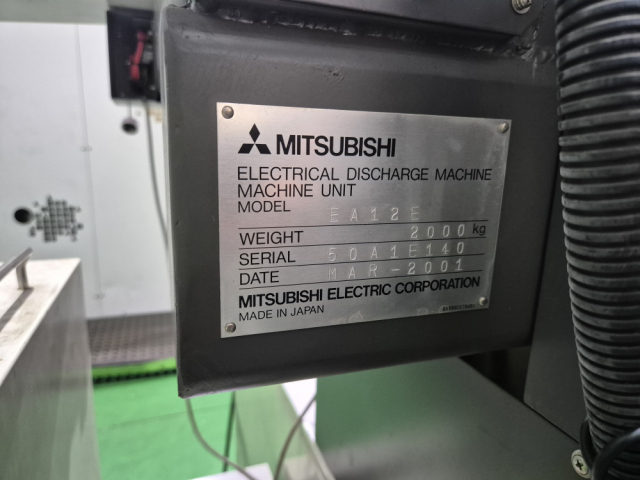 MITSUBISHI
ELECTRICAL DISCHARGE MACHINE
MACHINE UNIT
MODEL EA12E
WEIGHT 2000 kg
SERIAL 50A1E140
DATE MAR-2001
MITSUBISHI ELECTRIC CORPORATION
MADE IN JAPAN